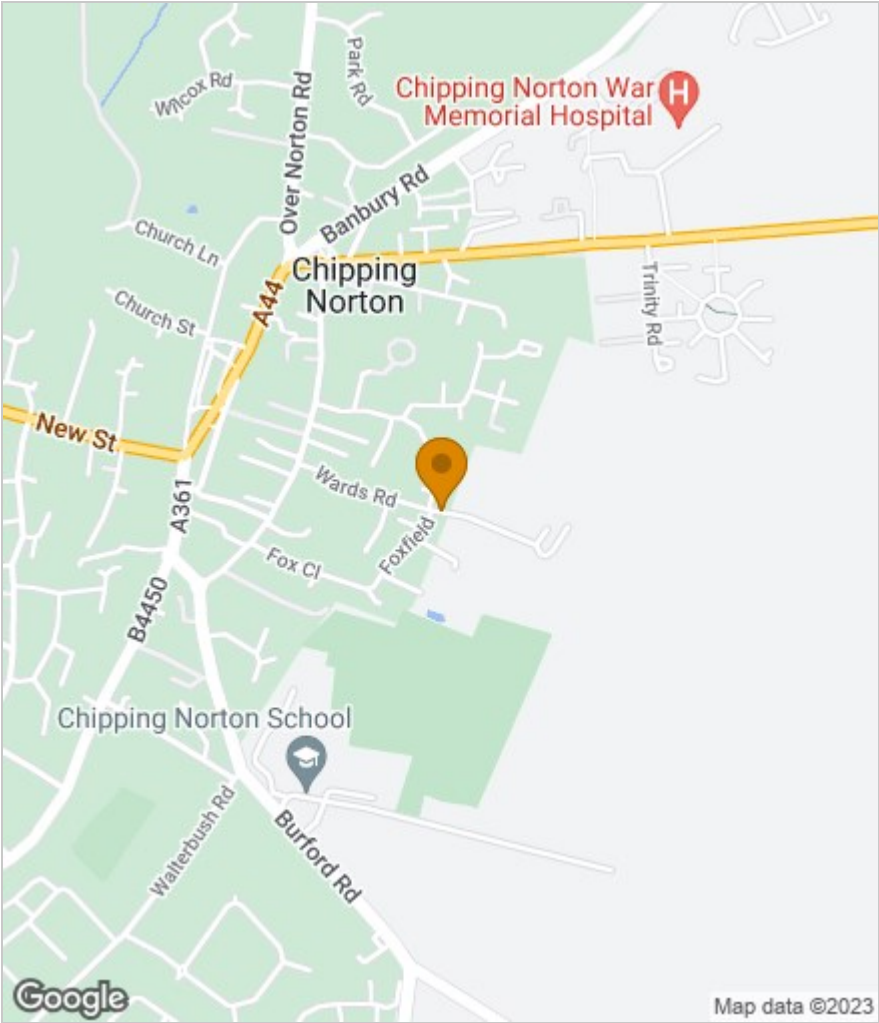 Wilcox Rd
Over Norton Rd
Park Rd
Chipping Norton War
Memorial Hospital
H
Banbury Rd
Church Ln
A44
Chipping
Norton
Church St
Trinity Rd
New St
Wards Rd
A361
Foxfield
Fox Cl
B4450
Chipping Norton School
Walterbush Rd
Burford Rd
Google
Map data ©2023